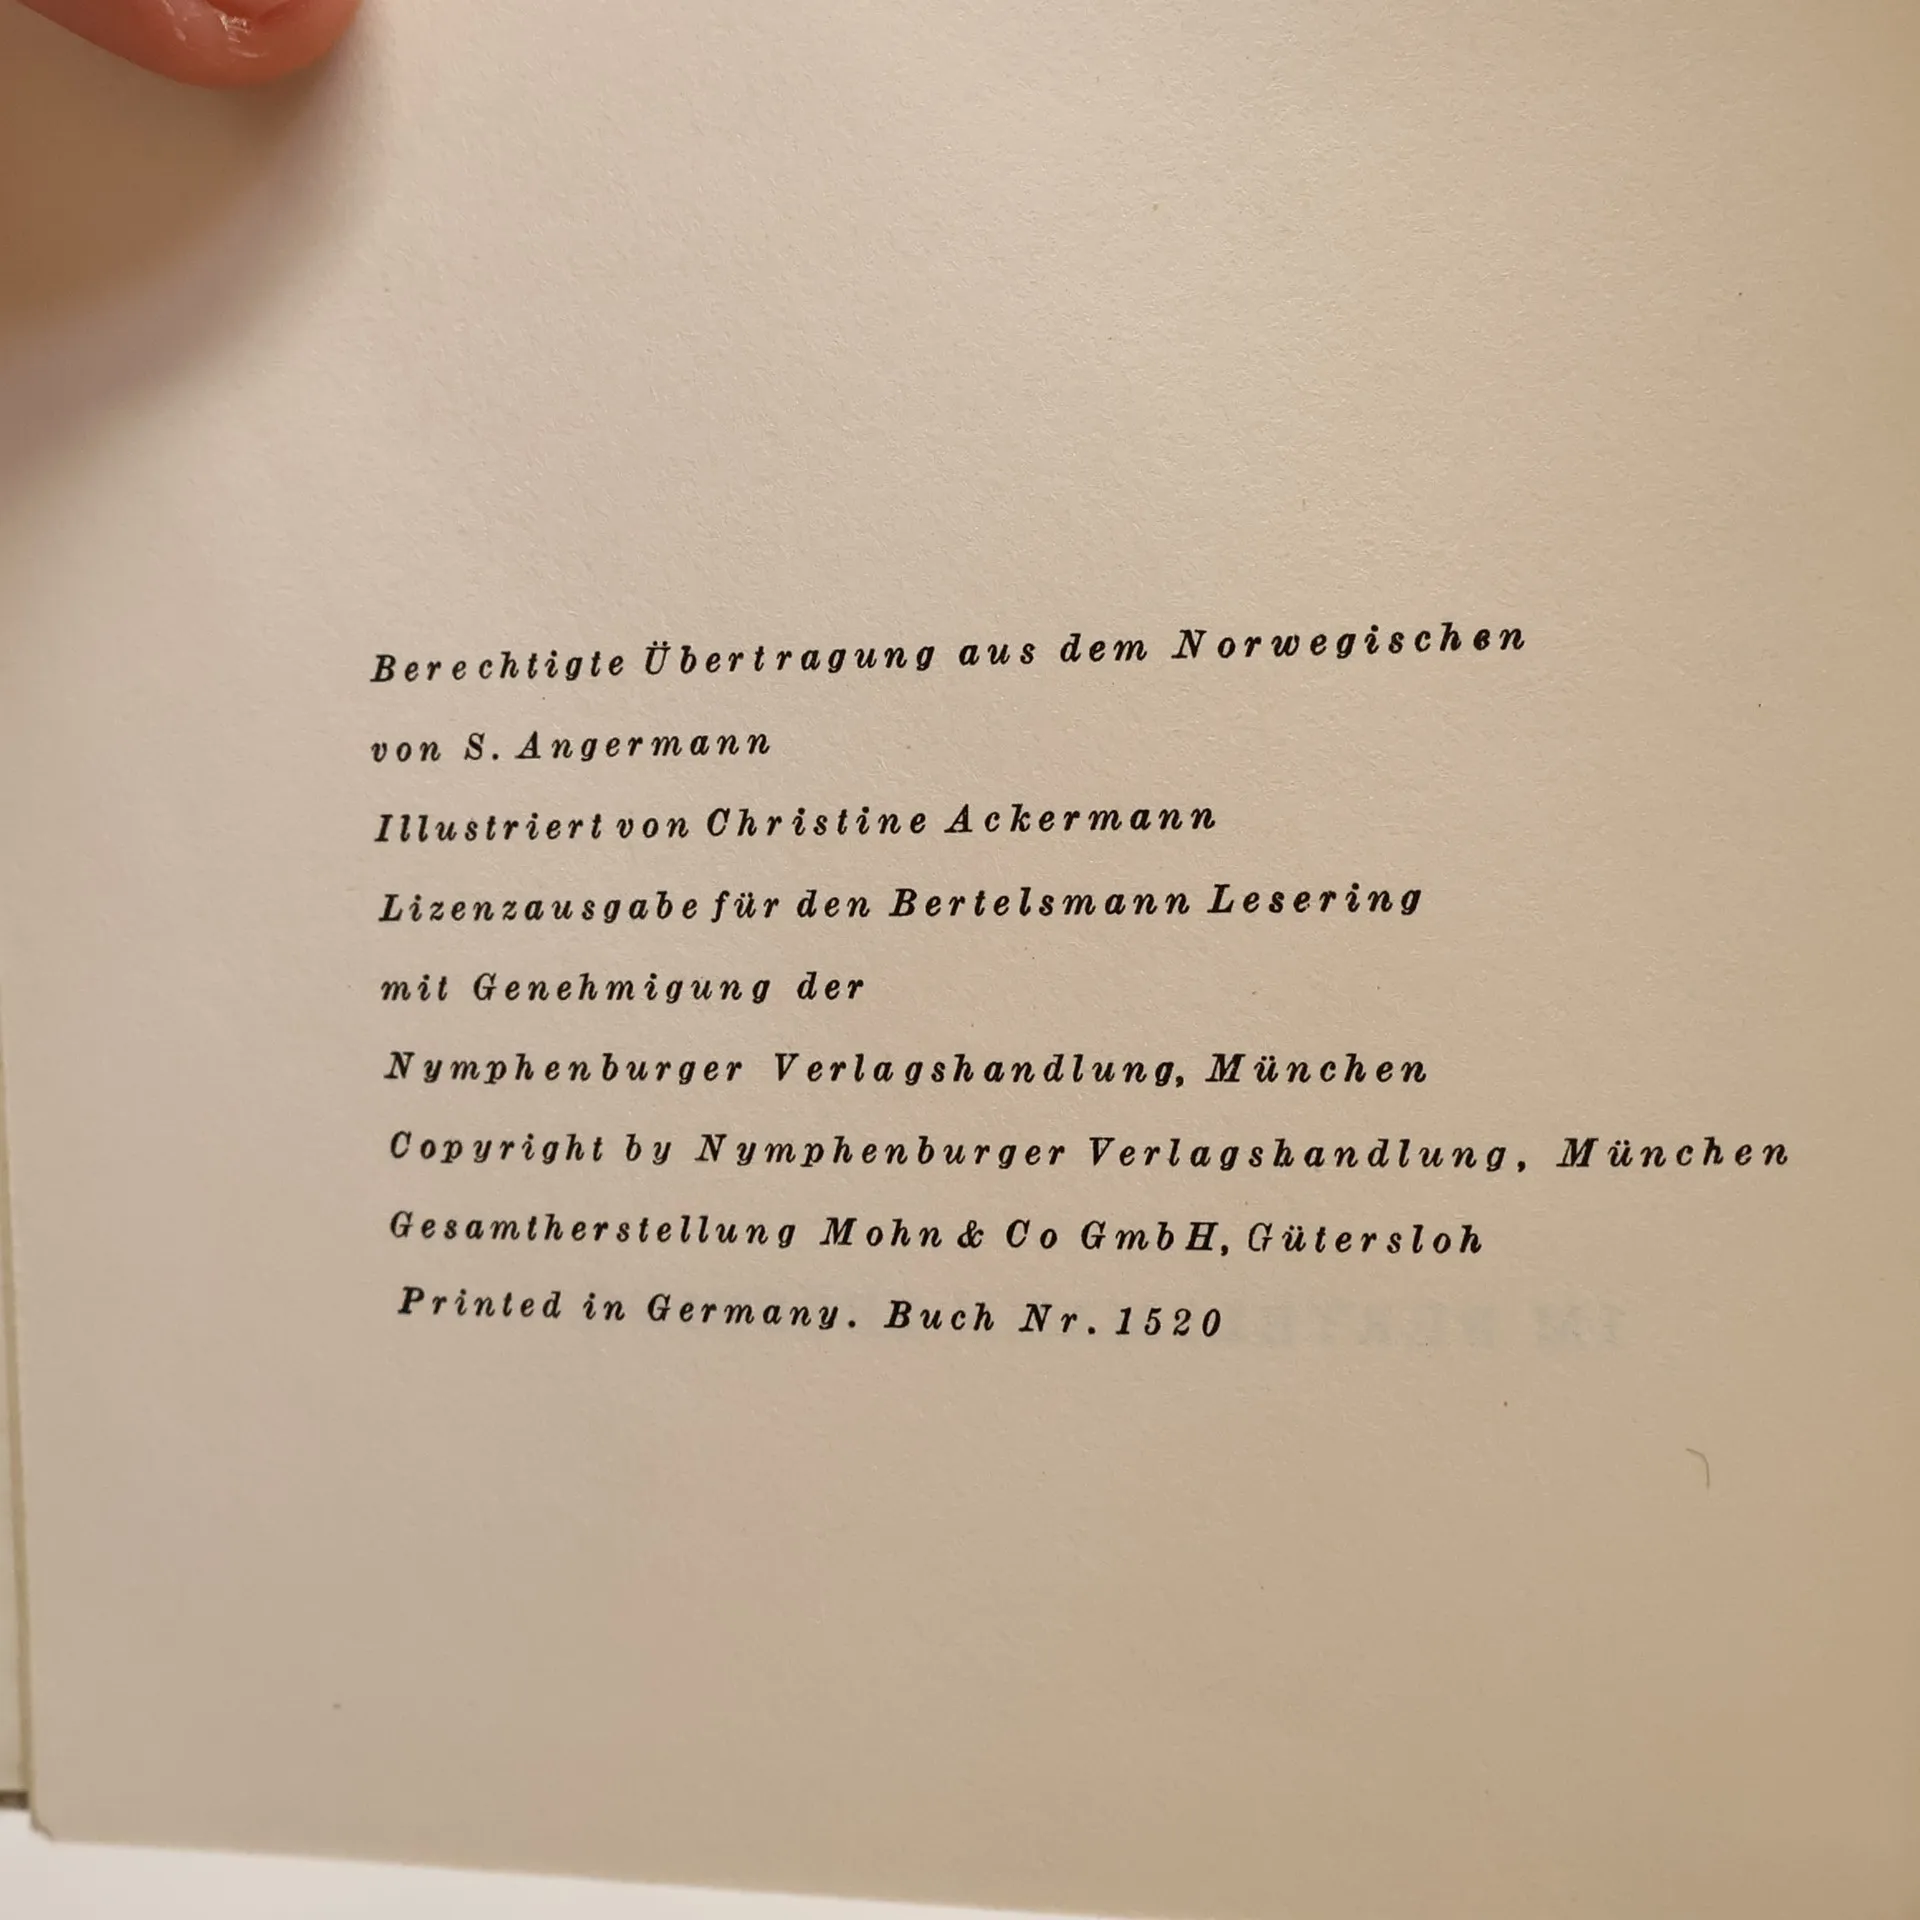 Berechtigte Übertragung aus dem Norwegischen
von S. Angermann
Illustriert von Christine Ackermann
Lizenzausgabe für den Bertelsmann Lesering
mit Genehmigung der
Nymphenburger Verlagshandlung, München
Copyright by Nymphenburger Verlagshandlung, München
Gesamtherstellung Mohn & Co GmbH, Gütersloh
Printed in Germany. Buch Nr. 1520